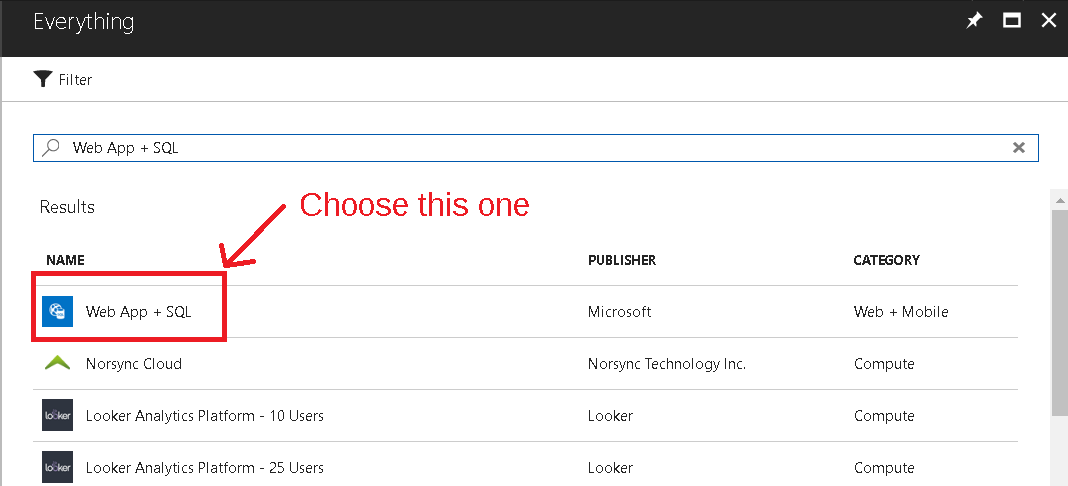 Everything
Filter
Web App + SQL
Results
Choose this one
NAME PUBLISHER CATEGORY
Web App + SQL Microsoft Web + Mobile
Norsync Cloud Norsync Technology Inc. Compute
looker Looker Analytics Platform - 10 Users Looker Compute
looker Looker Analytics Platform - 25 Users Looker Compute